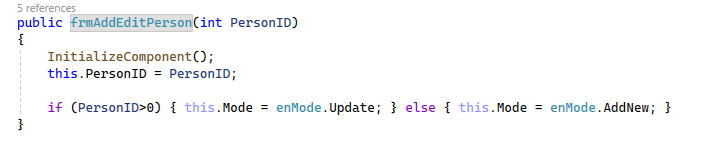 5 references
public frmAddEditPerson(int PersonID)
{
InitializeComponent();
this.PersonID = PersonID;
if (PersonID>0) { this.Mode = enMode.Update; } else { this.Mode = enMode.AddNew; }
}